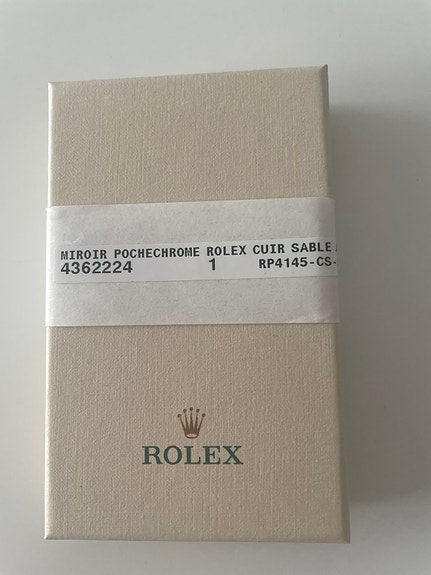 MIROIR POCHECHROME ROLEX CUIR SABLE
4362224 1 RP4145-CS-
ROLEX